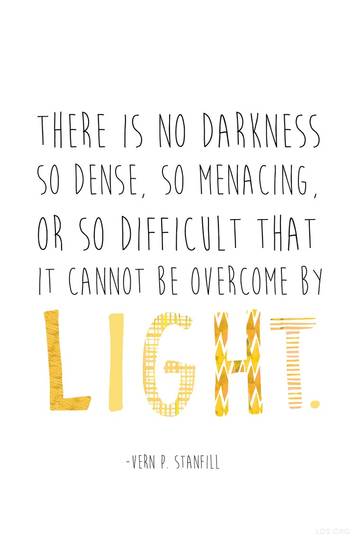 THERE IS NO DARKNESS
SO DENSE, SO MENACING,
OR SO DIFFICULT THAT
IT CANNOT BE OVERCOME BY
LIGHT.
-VERN P. STANFILL
LDS.ORG